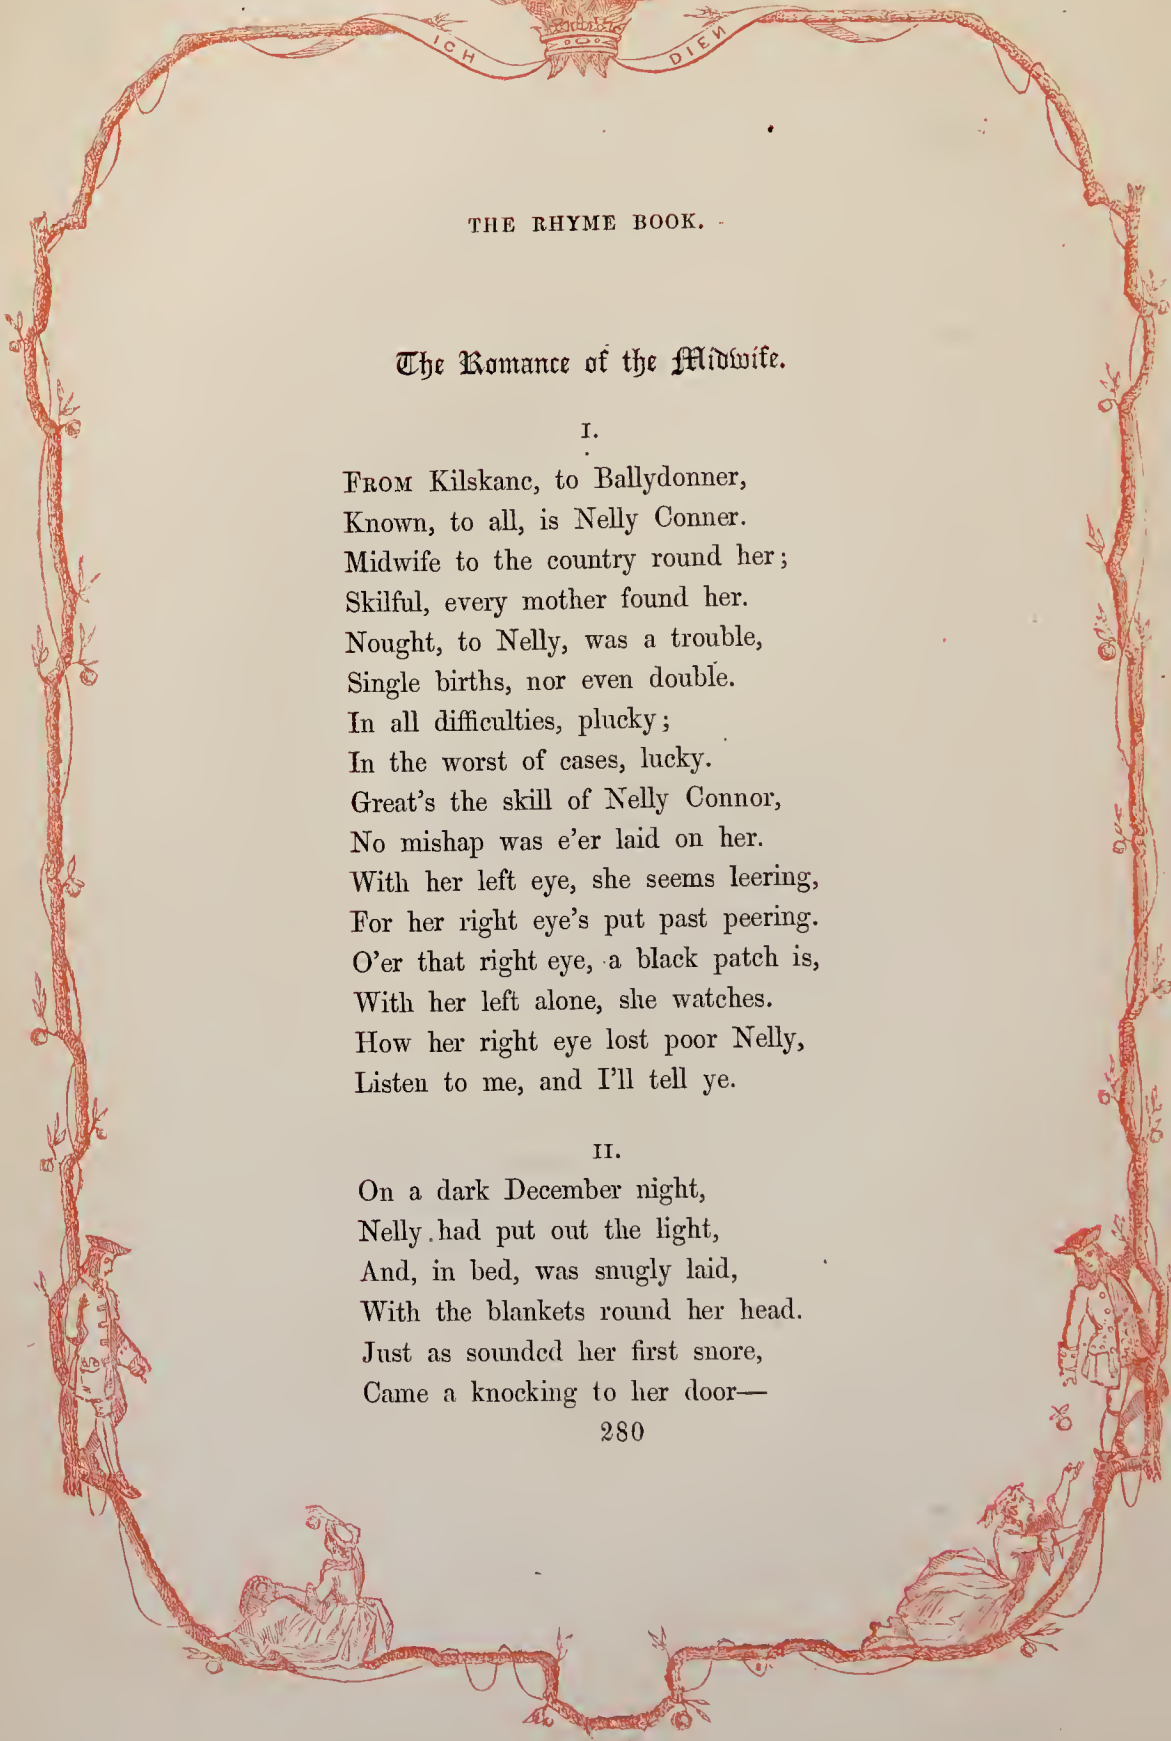 ICH DIEN
THE RHYME BOOK.
The Romance of the Midwife.
I.
FROM Kilskanc, to Ballydonner,
Known, to all, is Nelly Conner.
Midwife to the country round her;
Skilful, every mother found her.
Nought, to Nelly, was a trouble,
Single births, nor even double.
In all difficulties, plucky;
In the worst of cases, lucky.
Great's the skill of Nelly Connor,
No mishap was e'er laid on her.
With her left eye, she seems leering,
For her right eye's put past peering.
O'er that right eye, a black patch is,
With her left alone, she watches.
How her right eye lost poor Nelly,
Listen to me, and I'll tell ye.
II.
On a dark December night,
Nelly had put out the light,
And, in bed, was snugly laid,
With the blankets round her head.
Just as sounded her first snore,
Came a knocking to her door—
280